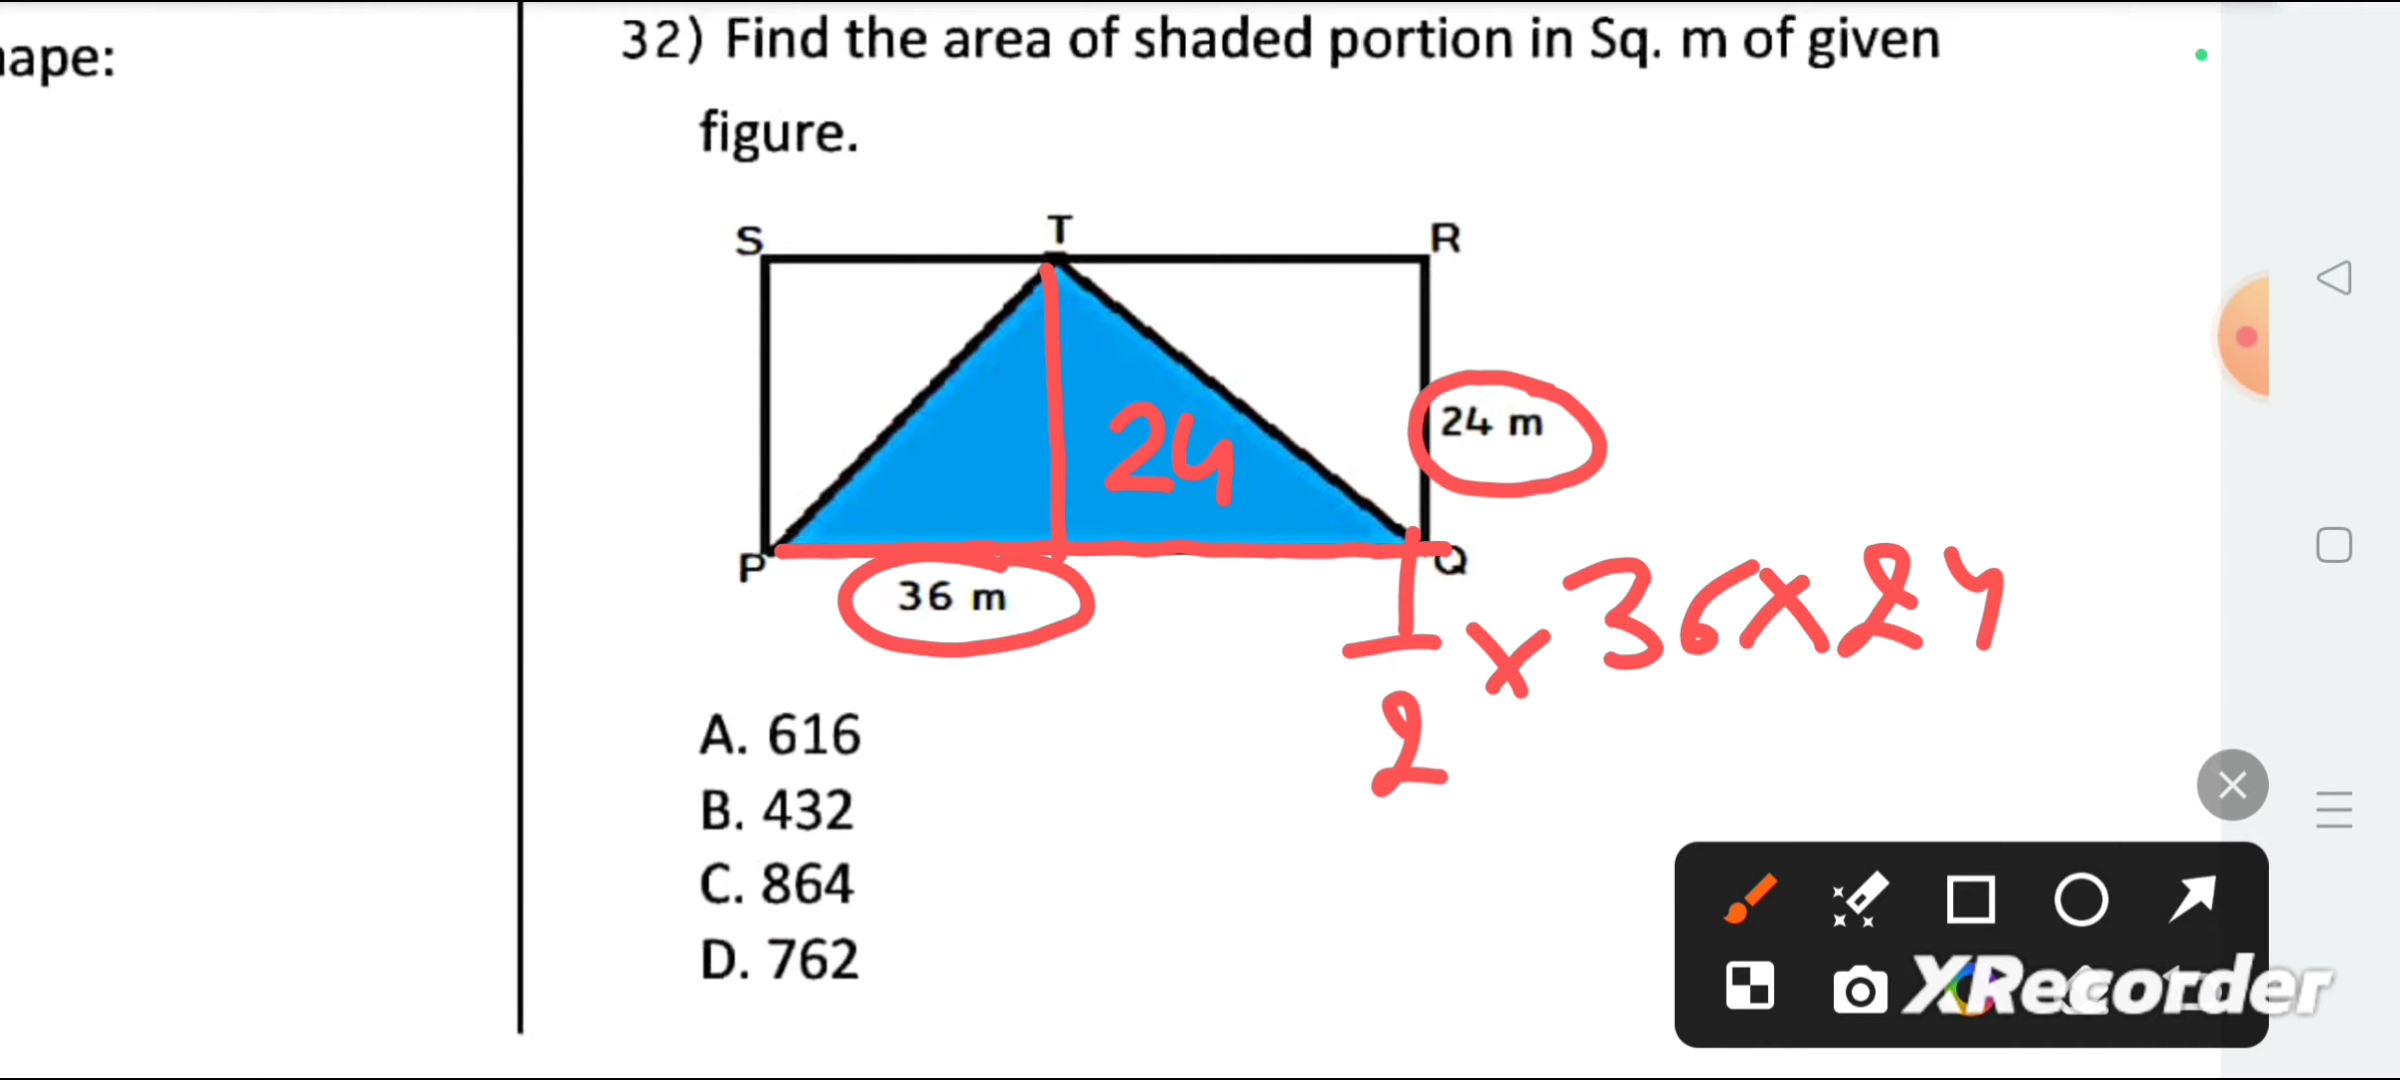 hape:
32) Find the area of shaded portion in Sq. m of given
figure.
S T R
24
24 m
P Q
36 m
1/2 × 36 × 24
A. 616
B. 432
C. 864
D. 762
XRecorder